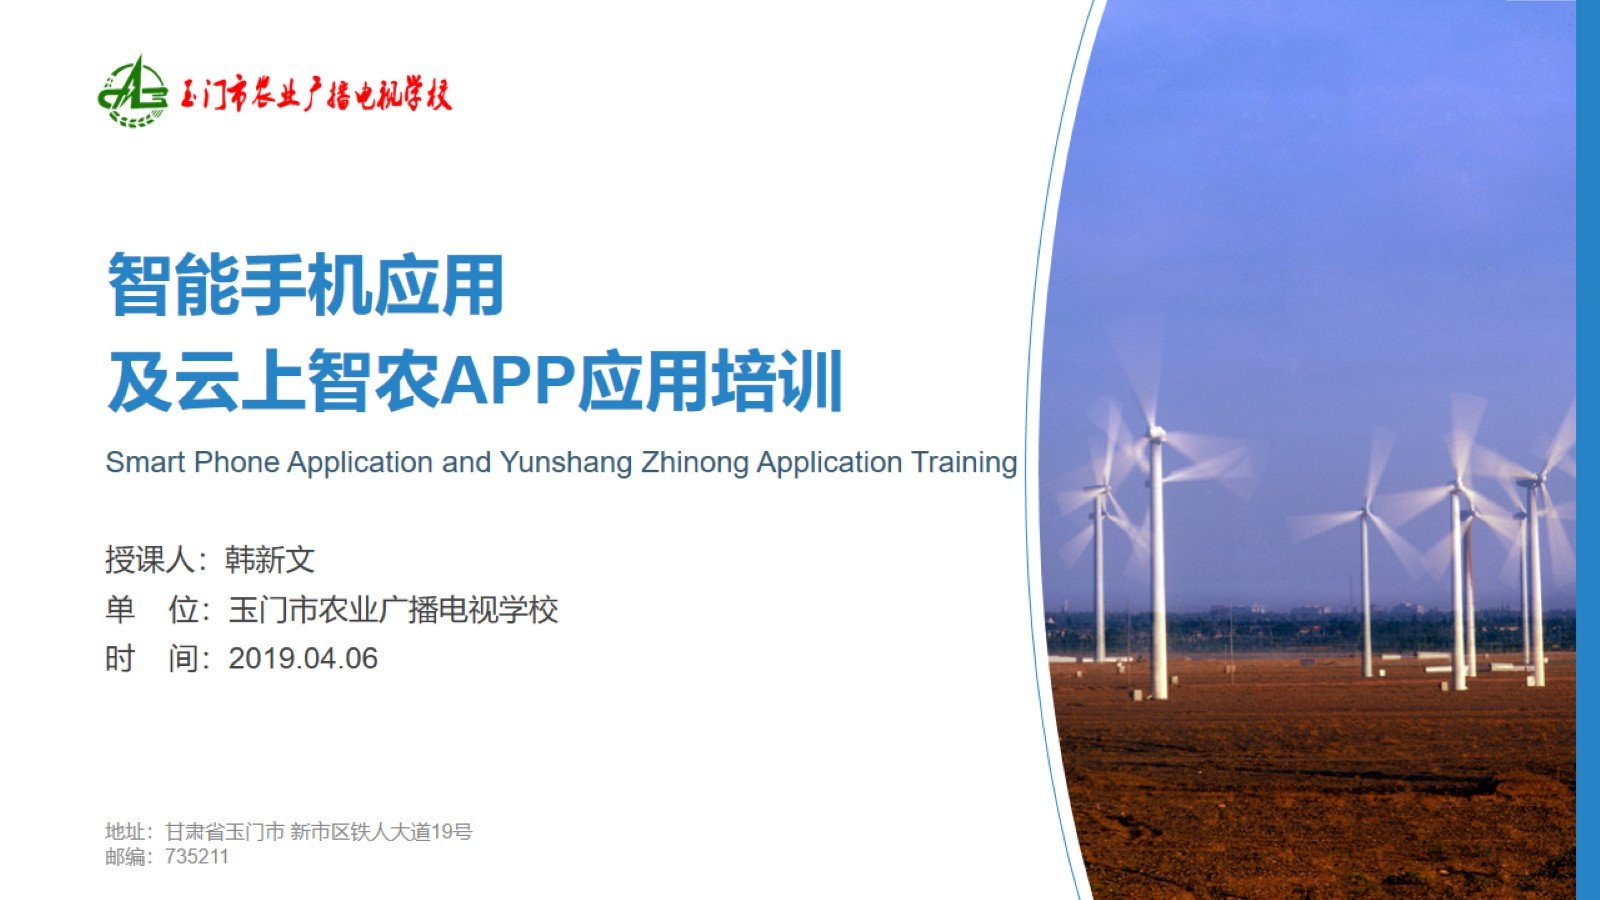 玉门市农业广播电视学校
智能手机应用
及云上智农APP应用培训
Smart Phone Application and Yunshang Zhinong Application Training
授课人：韩新文
单 位：玉门市农业广播电视学校
时 间：2019.04.06
地址：甘肃省玉门市 新市区铁人大道19号
邮编：735211